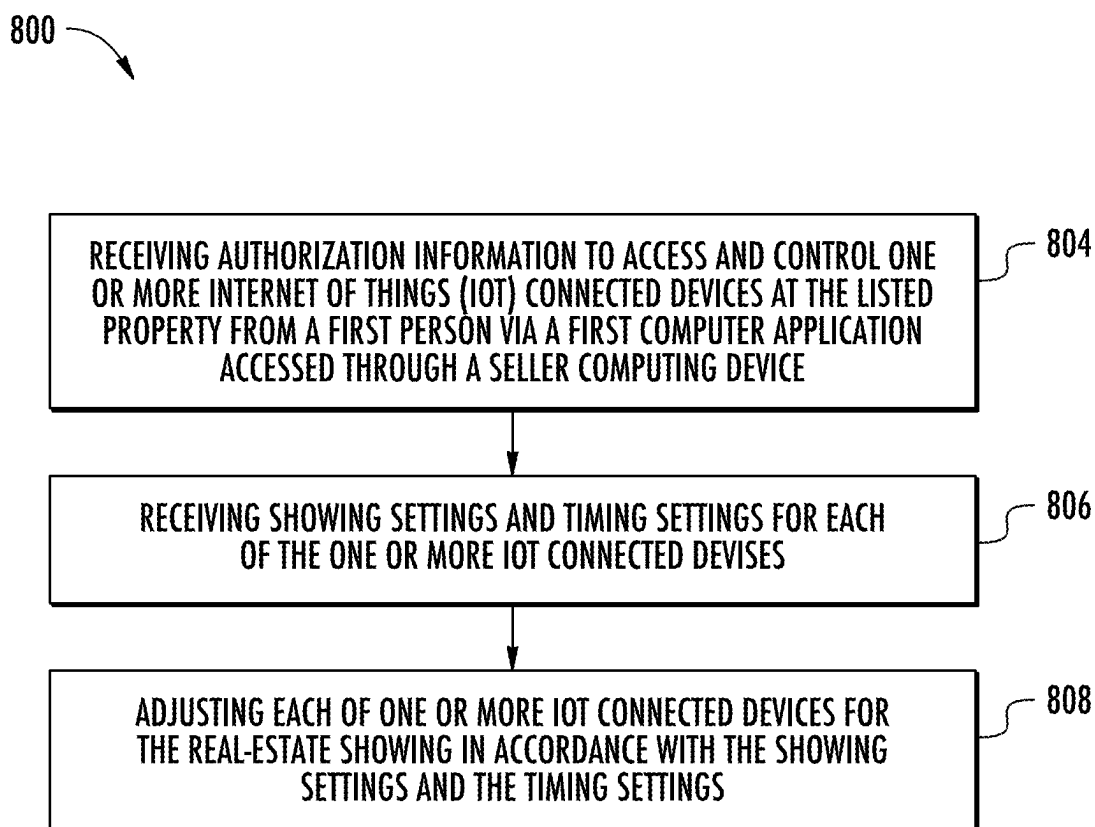 800
RECEIVING AUTHORIZATION INFORMATION TO ACCESS AND CONTROL ONE
OR MORE INTERNET OF THINGS (IOT) CONNECTED DEVICES AT THE LISTED
PROPERTY FROM A FIRST PERSON VIA A FIRST COMPUTER APPLICATION
ACCESSED THROUGH A SELLER COMPUTING DEVICE
804
RECEIVING SHOWING SETTINGS AND TIMING SETTINGS FOR EACH
OF THE ONE OR MORE IOT CONNECTED DEVISES
806
ADJUSTING EACH OF ONE OR MORE IOT CONNECTED DEVICES FOR
THE REAL-ESTATE SHOWING IN ACCORDANCE WITH THE SHOWING
SETTINGS AND THE TIMING SETTINGS
808